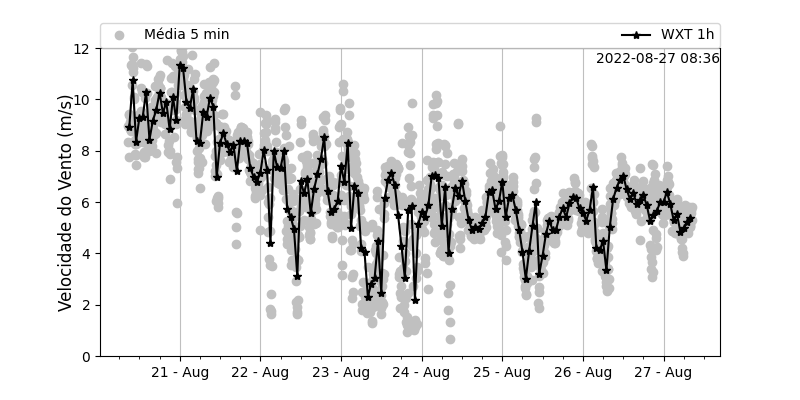 Média 5 min
WXT 1h
2022-08-27 08:36
Velocidade do Vento (m/s)
12
10
8
6
4
2
0
21 - Aug
22 - Aug
23 - Aug
24 - Aug
25 - Aug
26 - Aug
27 - Aug